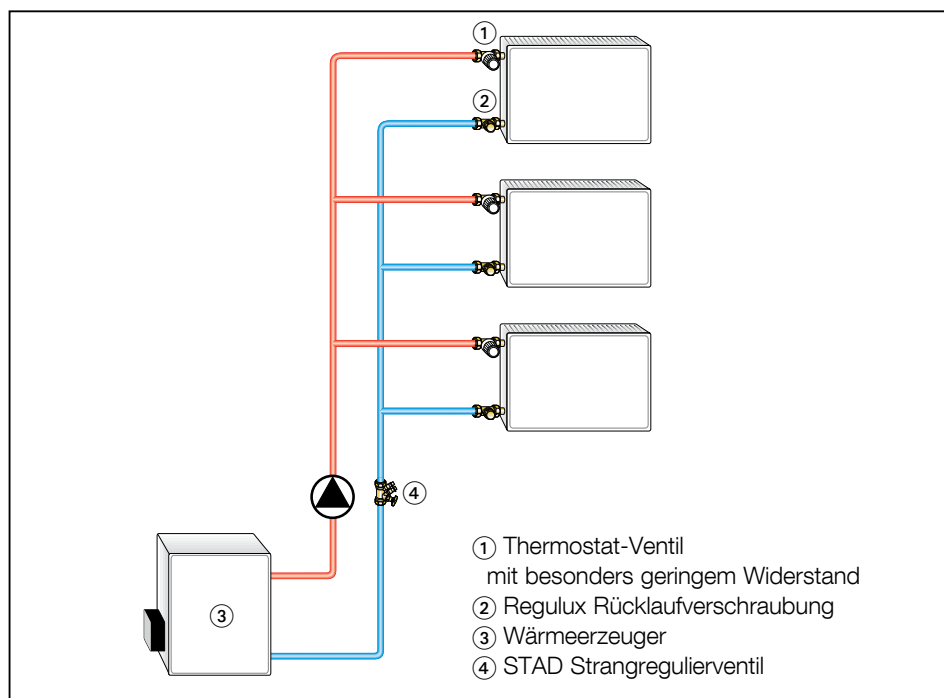 ①
②
④
③
① Thermostat-Ventil
mit besonders geringem Widerstand
② Regulux Rücklaufverschraubung
③ Wärmeerzeuger
④ STAD Strangregulierventil